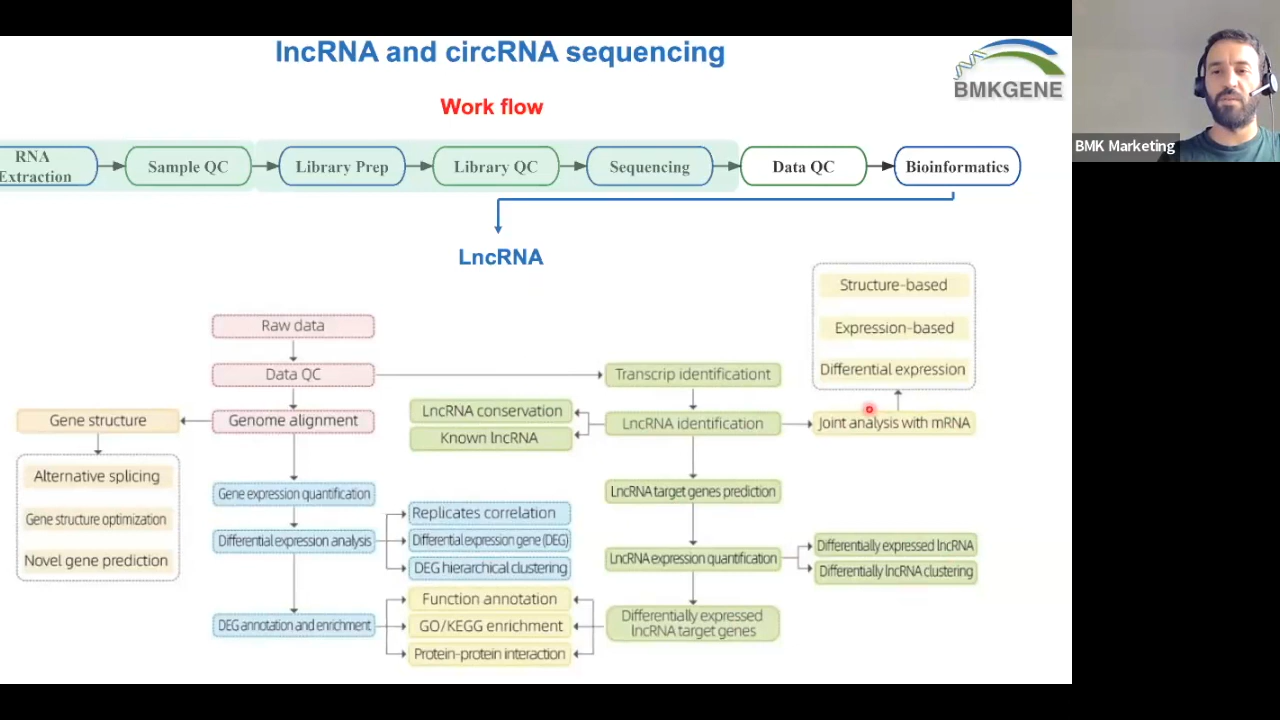 lncRNA and circRNA sequencing
BMKGENE
Work flow
BMK Marketing
RNA
Extraction
Sample QC
Library Prep
Library QC
Sequencing
Data QC
Bioinformatics
LncRNA
Structure-based
Expression-based
Differential expression
Raw data
Data QC
Transcrip identificationt
Gene structure
Genome alignment
LncRNA conservation
Known lncRNA
LncRNA identification
Joint analysis with mRNA
Alternative splicing
Gene structure optimization
Novel gene prediction
Gene expression quantification
LncRNA target genes prediction
Differential expression analysis
Replicates correlation
Differential expression gene (DEG)
DEG hierarchical clustering
LncRNA expression quantification
Differentially expressed lncRNA
Differentially lncRNA clustering
DEG annotation and enrichment
Function annotation
GO/KEGG enrichment
Protein-protein interaction
Differentially expressed
lncRNA target genes